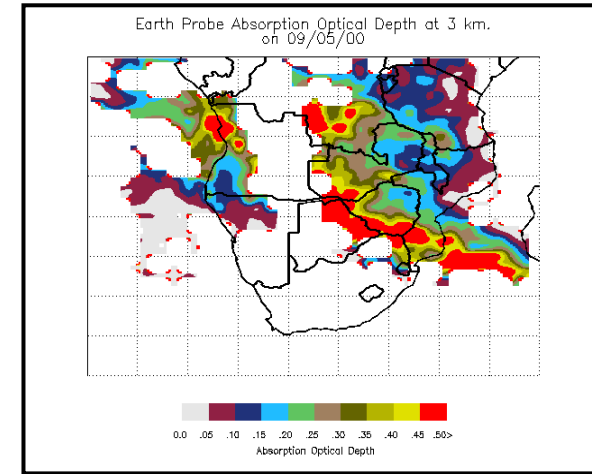 Earth Probe Absorption Optical Depth at 3 km.
on 09/05/00
0.0 .05 .10 .15 .20 .25 .30 .35 .40 .45 .50>
Absorption Optical Depth